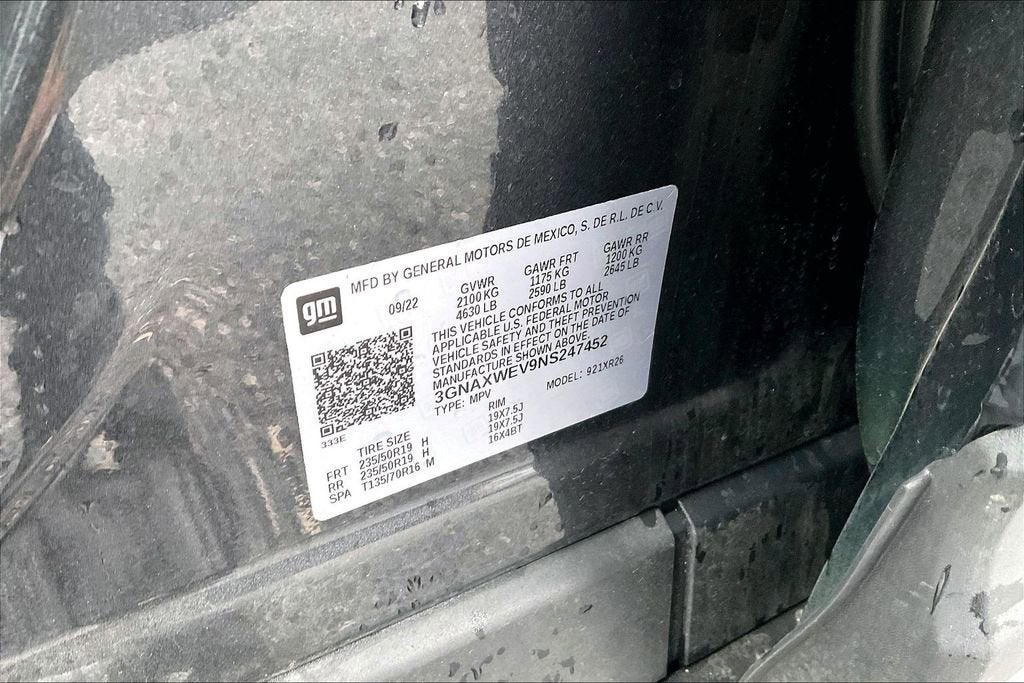 MFD BY GENERAL MOTORS DE MEXICO, S. DE R.L. DE C.V.
gm
09/22
GVWR GAWR FRT GAWR RR
2100 KG 1175 KG 1200 KG
4630 LB 2590 LB 2645 LB
THIS VEHICLE CONFORMS TO ALL
APPLICABLE U.S. FEDERAL MOTOR
VEHICLE SAFETY AND THEFT PREVENTION
STANDARDS IN EFFECT ON THE DATE OF
MANUFACTURE SHOWN ABOVE.
3GNAXWEV9NS247452
TYPE: MPV MODEL: 921XR26
333E
TIRE SIZE RIM
FRT 235/50R19 H 19X7.5J
RR 235/50R19 H 19X7.5J
SPA T135/70R16 M 16X4BT